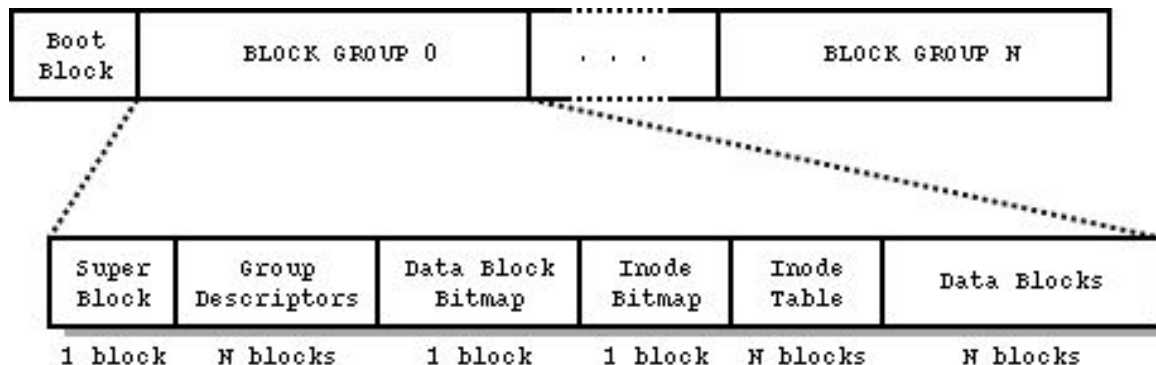 Boot
Block
BLOCK GROUP 0
. . .
BLOCK GROUP N
Super
Block
Group
Descriptors
Data Block
Bitmap
Inode
Bitmap
Inode
Table
Data Blocks
1 block
N blocks
1 block
1 block
N blocks
N blocks